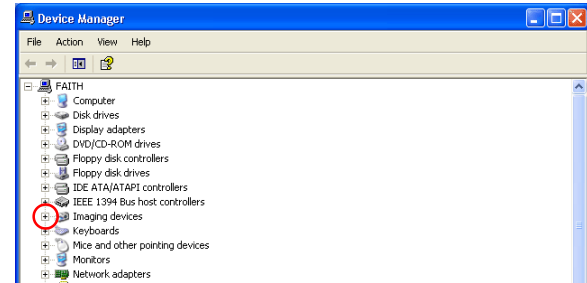 Device Manager
File Action View Help
FAITH
Computer
Disk drives
Display adapters
DVD/CD-ROM drives
Floppy disk controllers
Floppy disk drives
IDE ATA/ATAPI controllers
IEEE 1394 Bus host controllers
Imaging devices
Keyboards
Mice and other pointing devices
Monitors
Network adapters